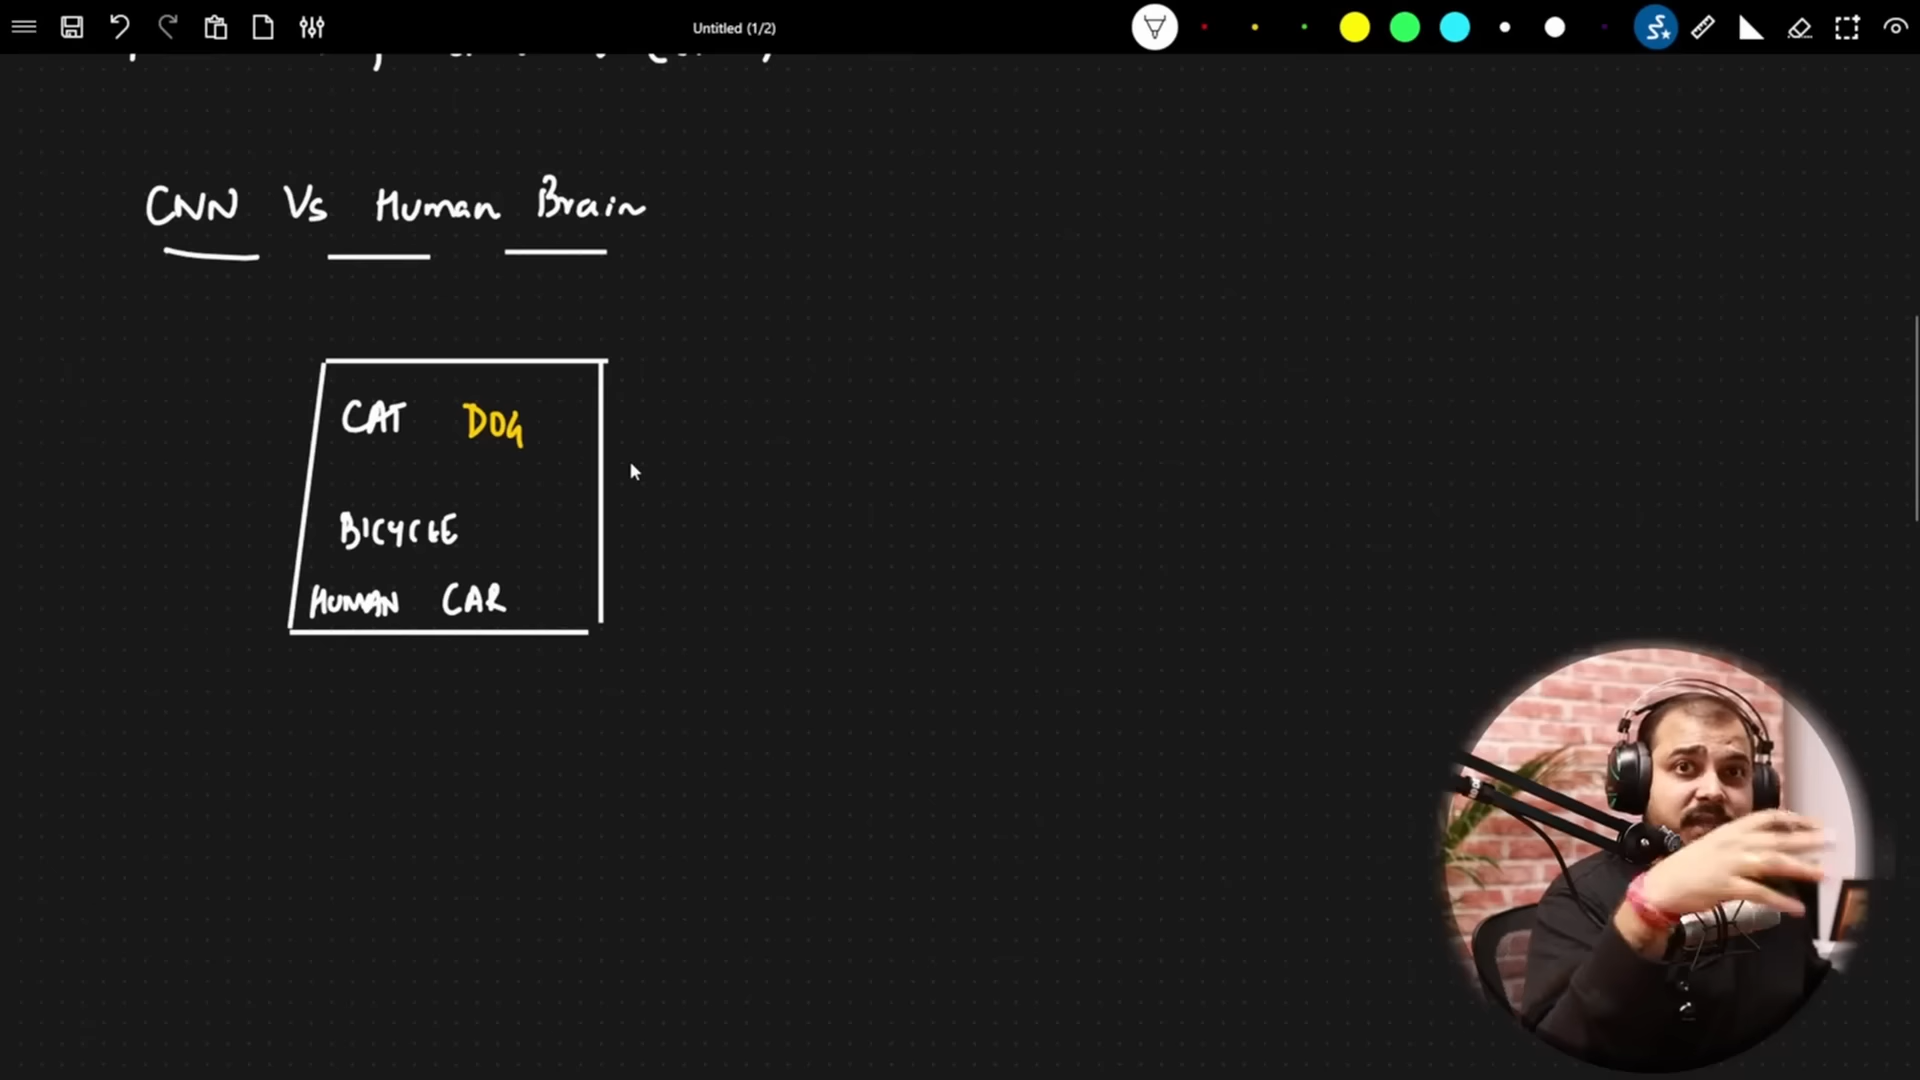 Untitled (1/2)
CNN Vs Human Brain
CAT DOG
BICYCLE
HUMAN CAR